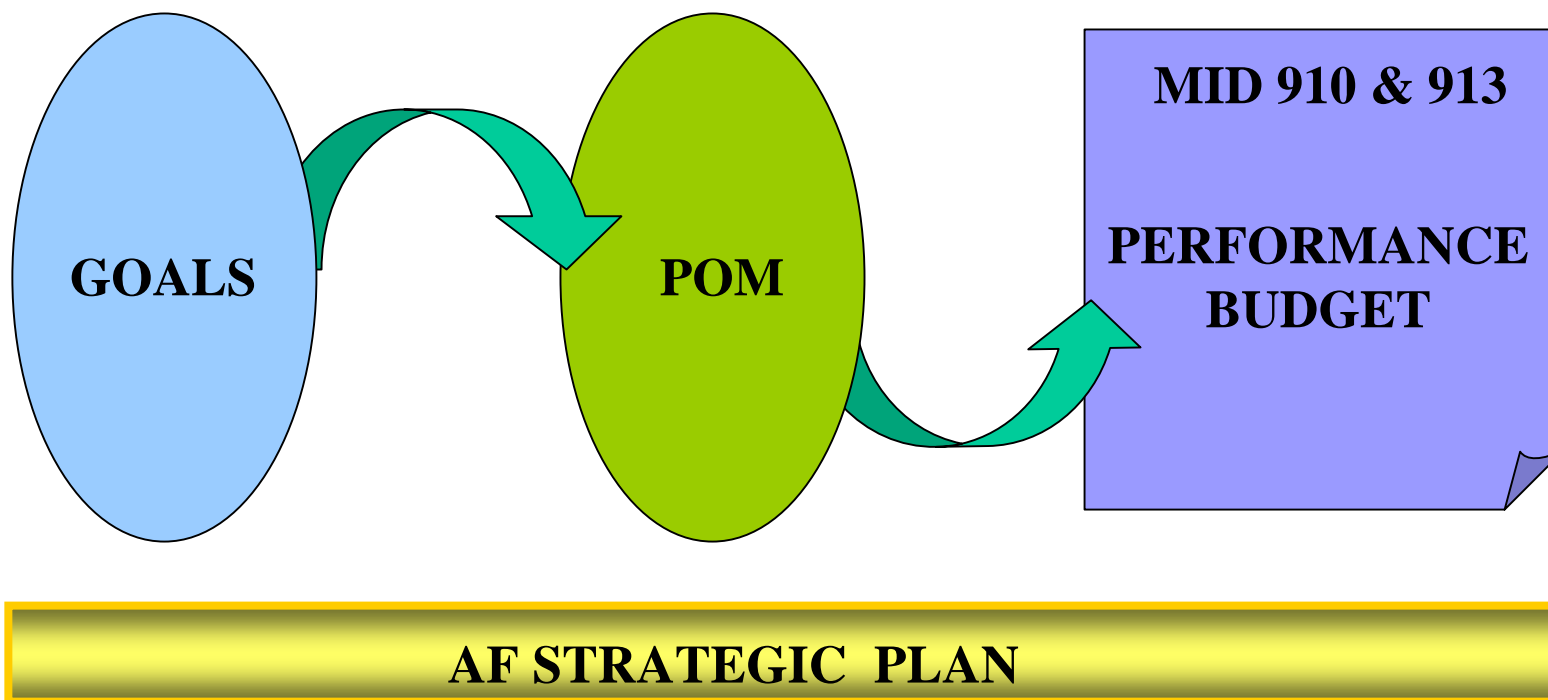 GOALS
POM
MID 910 & 913
PERFORMANCE
BUDGET
AF STRATEGIC PLAN